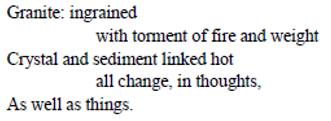 Granite: ingrained
with torment of fire and weight
Crystal and sediment linked hot
all change, in thoughts,
As well as things.